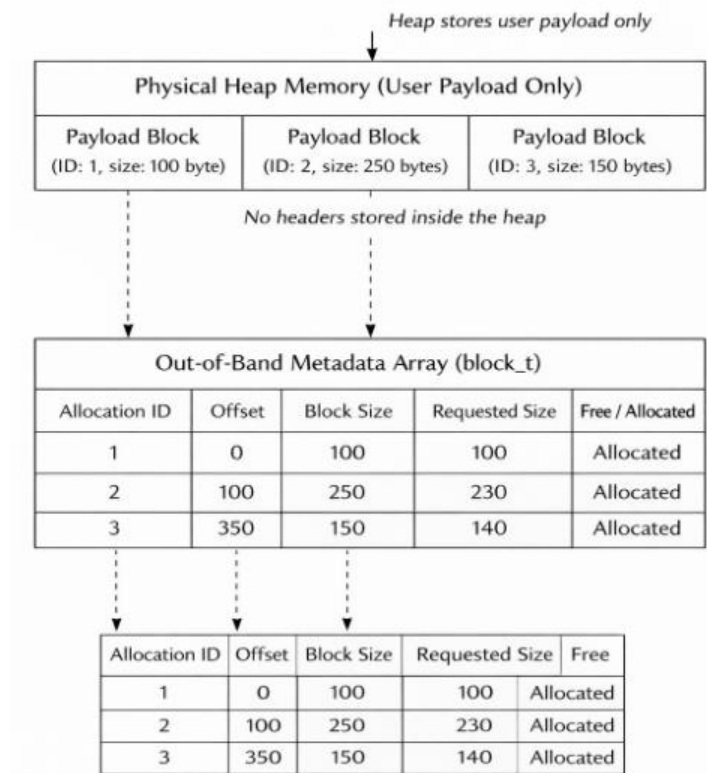 Heap stores user payload only
Physical Heap Memory (User Payload Only)
Payload Block Payload Block Payload Block
(ID: 1, size: 100 byte) (ID: 2, size: 250 bytes) (ID: 3, size: 150 bytes)
No headers stored inside the heap
Out-of-Band Metadata Array (block_t)
Allocation ID Offset Block Size Requested Size Free / Allocated
1 0 100 100 Allocated
2 100 250 230 Allocated
3 350 150 140 Allocated
Allocation ID Offset Block Size Requested Size Free
1 0 100 100 Allocated
2 100 250 230 Allocated
3 350 150 140 Allocated